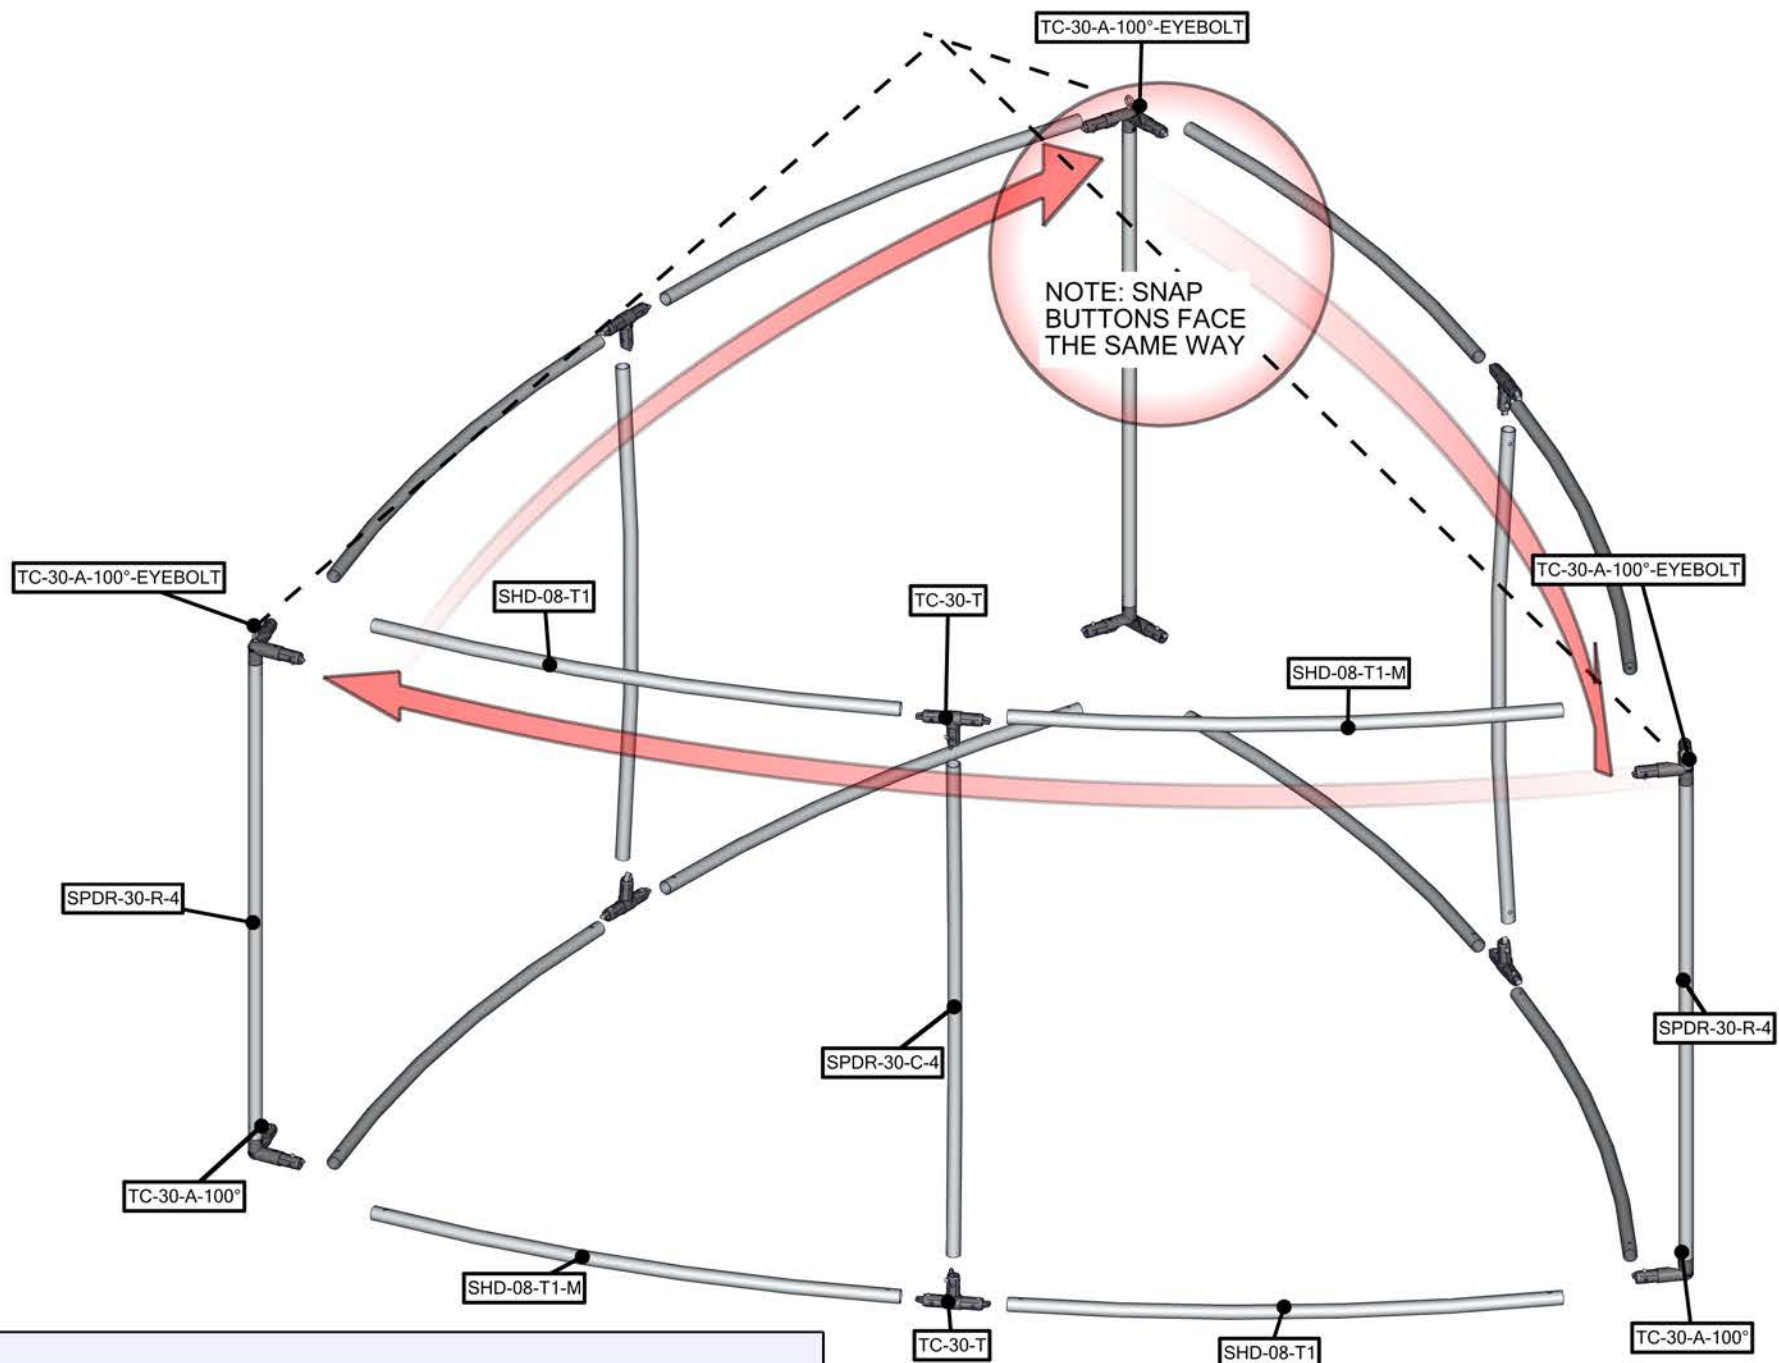 TC-30-A-100°-EYEBOLT
NOTE: SNAP
BUTTONS FACE
THE SAME WAY
TC-30-A-100°-EYEBOLT
SHD-08-T1
TC-30-T
TC-30-A-100°-EYEBOLT
SHD-08-T1-M
SPDR-30-R-4
SPDR-30-C-4
SPDR-30-R-4
TC-30-A-100°
SHD-08-T1-M
TC-30-T
SHD-08-T1
TC-30-A-100°